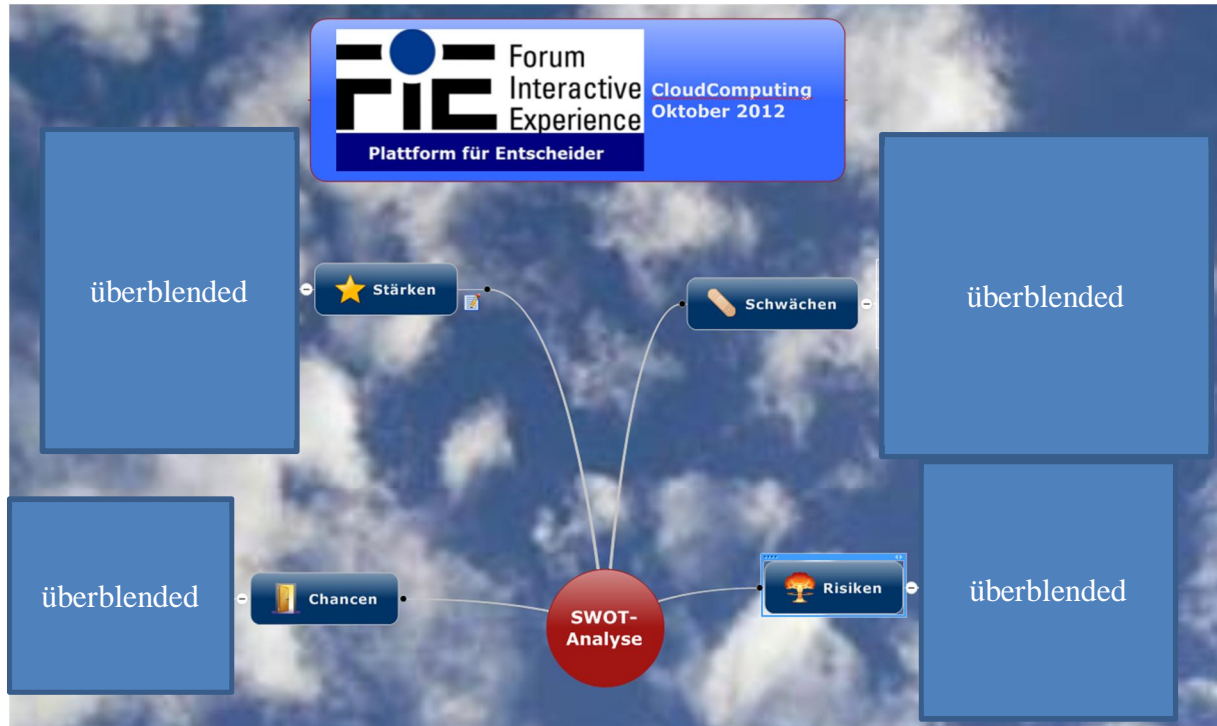 Forum
Interactive
Experience
Plattform für Entscheider
CloudComputing
Oktober 2012
überblended
Stärken
Schwächen
überblended
überblended
Chancen
SWOT-
Analyse
Risiken
überblended